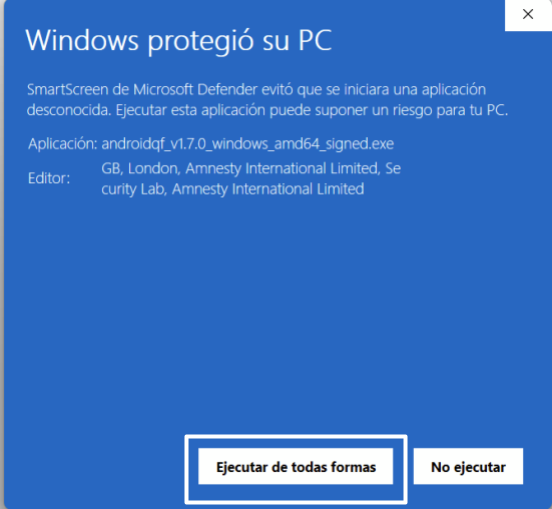 Windows protegió su PC
SmartScreen de Microsoft Defender evitó que se iniciara una aplicación
desconocida. Ejecutar esta aplicación puede suponer un riesgo para tu PC.
Aplicación: androidqf_v1.7.0_windows_amd64_signed.exe
Editor: GB, London, Amnesty International Limited, Se
curity Lab, Amnesty International Limited
Ejecutar de todas formas
No ejecutar